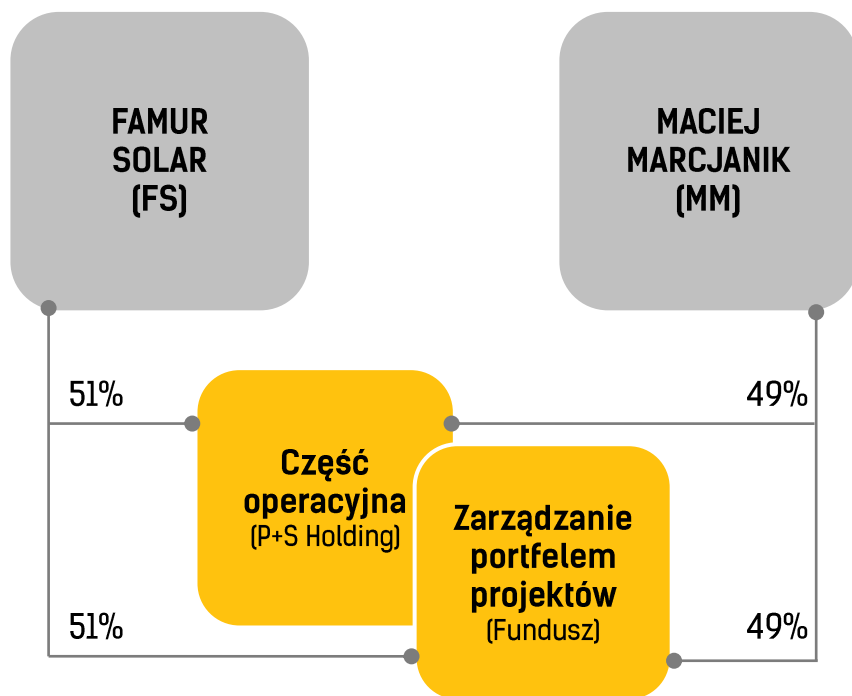 FAMUR
SOLAR
(FS)
MACIEJ
MARCJANIK
(MM)
51%
49%
Część
operacyjna
(P+S Holding)
Zarządzanie
portfelem
projektów
(Fundusz)
51%
49%